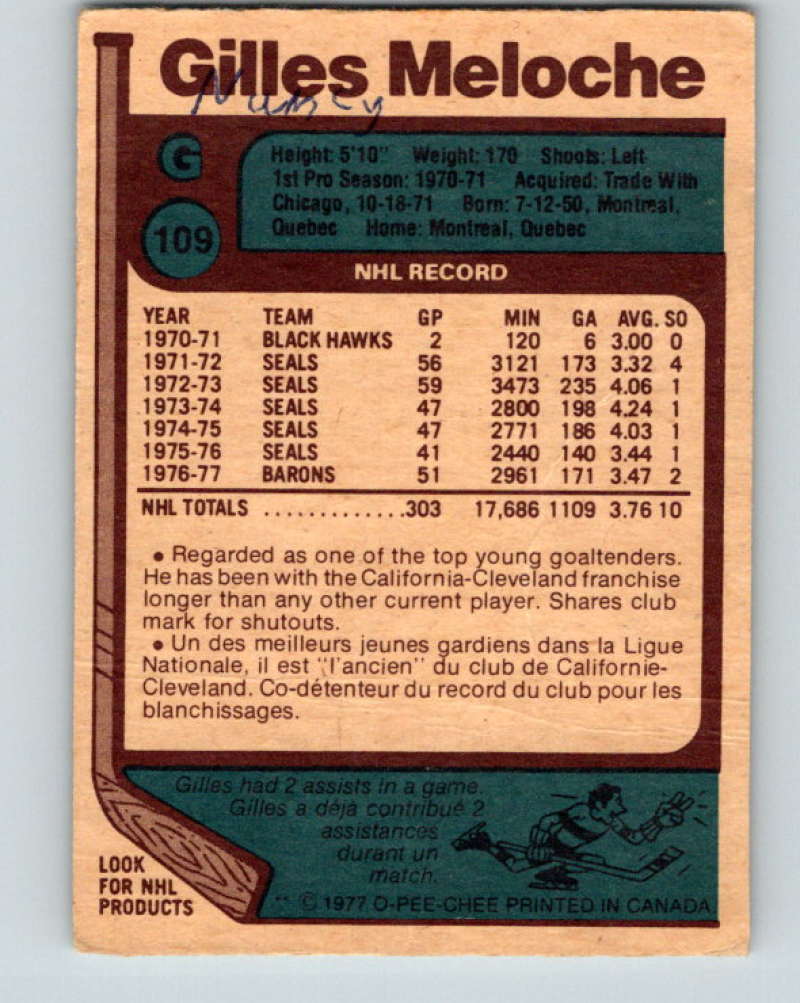 Gilles Meloche
G
109
Height: 5'10" Weight: 170 Shoots: Left
1st Pro Season: 1970-71 Acquired: Trade With
Chicago, 10-18-71 Born: 7-12-50, Montreal,
Quebec Home: Montreal, Quebec
NHL RECORD
YEAR TEAM GP MIN GA AVG. SO
1970-71 BLACK HAWKS 2 120 6 3.00 0
1971-72 SEALS 56 3121 173 3.32 4
1972-73 SEALS 59 3473 235 4.06 1
1973-74 SEALS 47 2800 198 4.24 1
1974-75 SEALS 47 2771 186 4.03 1
1975-76 SEALS 41 2440 140 3.44 1
1976-77 BARONS 51 2961 171 3.47 2
NHL TOTALS .............303 17,686 1109 3.76 10
• Regarded as one of the top young goaltenders.
He has been with the California-Cleveland franchise
longer than any other current player. Shares club
mark for shutouts.
• Un des meilleurs jeunes gardiens dans la Ligue
Nationale, il est "l'ancien" du club de Californie-
Cleveland. Co-détenteur du record du club pour les
blanchissages.
Gilles had 2 assists in a game.
Gilles a déjà contribué 2
assistances
durant un
match.
LOOK
FOR NHL
PRODUCTS
** © 1977 O-PEE-CHEE PRINTED IN CANADA